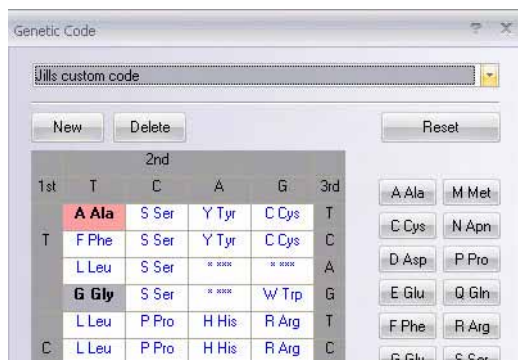 Genetic Code ? X
Jills custom code
New Delete Reset
2nd
1st T C A G 3rd
A Ala M Met
A Ala S Ser Y Tyr C Cys T
C Cys N Apn
T F Phe S Ser Y Tyr C Cys C
L Leu S Ser * *** * *** A
D Asp P Pro
G Gly S Ser * *** W Trp G
E Glu Q Gln
L Leu P Pro H His R Arg T
F Phe R Arg
C L Leu P Pro H His R Arg C
G Glu S Ser